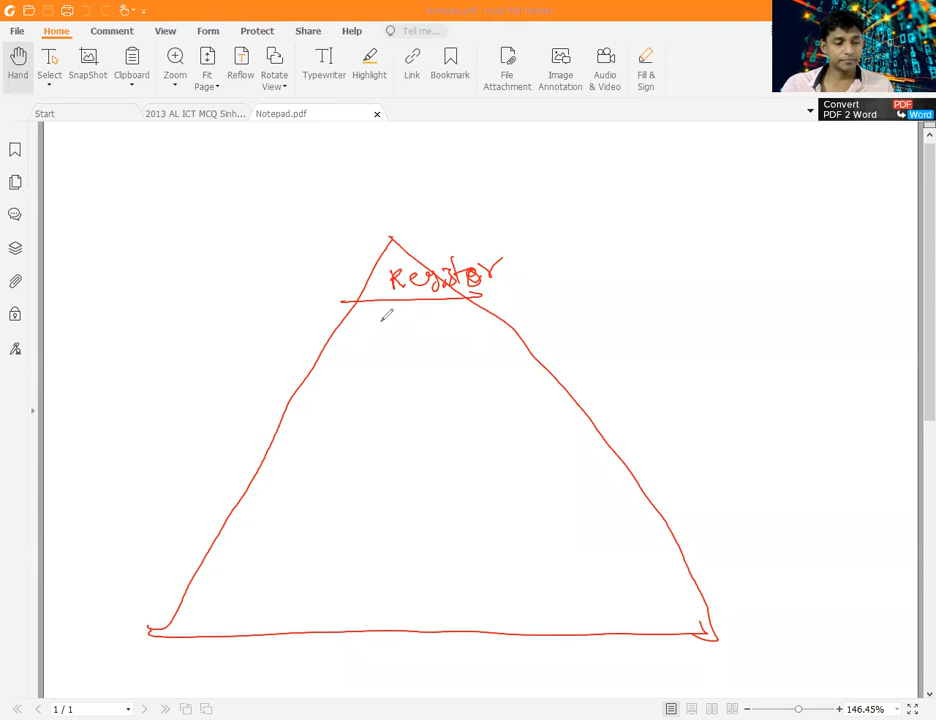 Notepad.pdf - Foxit PDF Reader
File Home Comment View Form Protect Share Help Tell me...
Hand Select SnapShot Clipboard Zoom Fit Page Reflow Rotate View Typewriter Highlight Link Bookmark File Attachment Image Annotation Audio & Video Fill & Sign
Start 2013 AL ICT MCQ Sinh... Notepad.pdf
Convert PDF
PDF 2 Word Word
Register
1 / 1 146.45%